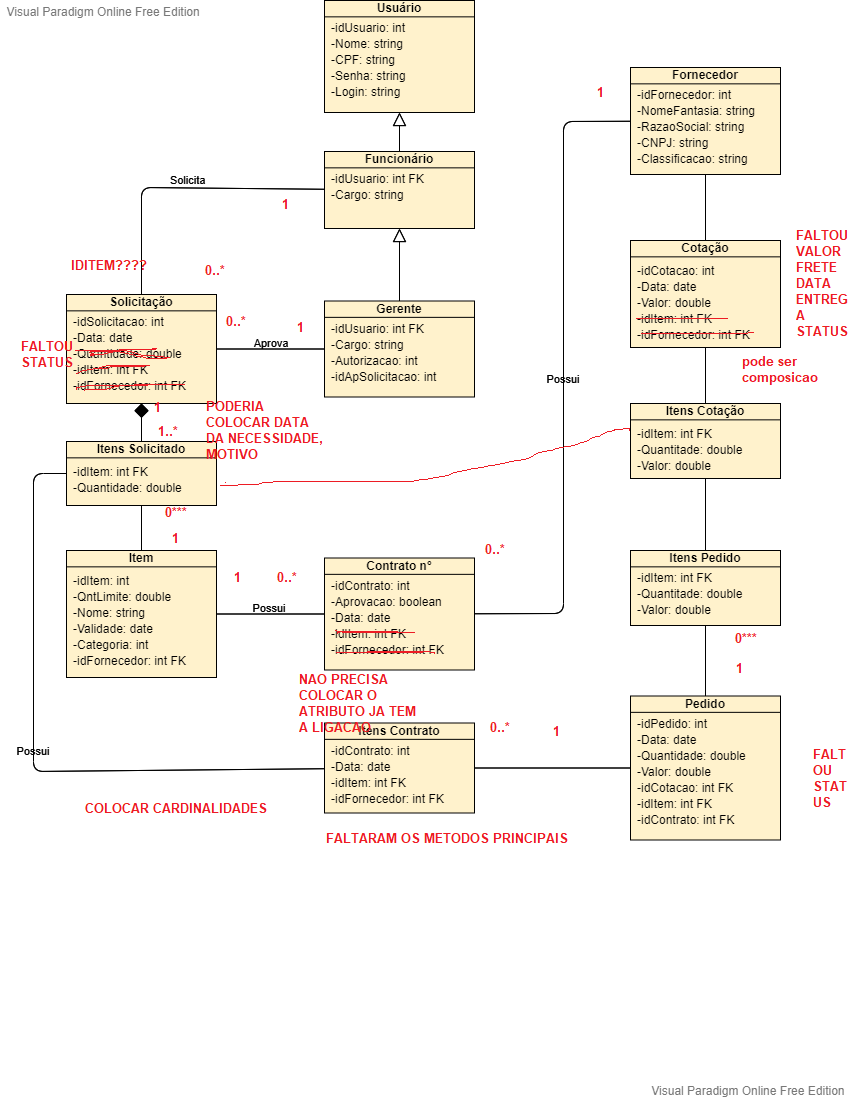 Visual Paradigm Online Free Edition
Usuário
-idUsuario: int
-Nome: string
-CPF: string
-Senha: string
-Login: string
Fornecedor
-idFornecedor: int
-NomeFantasia: string
-RazaoSocial: string
-CNPJ: string
-Classificacao: string
1
Funcionário
-idUsuario: int FK
-Cargo: string
Solicita
1
IDITEM????
0..*
Cotação
-idCotacao: int
-Data: date
-Valor: double
-idItem: int FK
-idFornecedor: int FK
FALTOU
VALOR
FRETE
DATA
ENTREG
A
STATUS
Solicitação
-idSolicitacao: int
-Data: date
-Quantidade: double
-idItem: int FK
-idFornecedor: int FK
FALTOU
STATUS
0..*
1
Aprova
Gerente
-idUsuario: int FK
-Cargo: string
-Autorizacao: int
-idApSolicitacao: int
Possui
pode ser
composicao
1
1..*
PODERIA
COLOCAR DATA
DA NECESSIDADE,
MOTIVO
Itens Solicitado
-idItem: int FK
-Quantidade: double
Itens Cotação
-idItem: int FK
-Quantitade: double
-Valor: double
0***
1
Item
-idItem: int
-QntLimite: double
-Nome: string
-Validade: date
-Categoria: int
-idFornecedor: int FK
1
0..*
Possui
0..*
Contrato n°
-idContrato: int
-Aprovacao: boolean
-Data: date
-IdItem: int FK
-idFornecedor: int FK
Itens Pedido
-idItem: int FK
-Quantitade: double
-Valor: double
0***
1
NAO PRECISA
COLOCAR O
ATRIBUTO JA TEM
A LIGACAO
Itens Contrato
-idContrato: int
-Data: date
-idItem: int FK
-idFornecedor: int FK
0..*
1
Pedido
-idPedido: int
-Data: date
-Quantidade: double
-Valor: double
-idCotacao: int FK
-idItem: int FK
-idContrato: int FK
FALT
OU
STAT
US
Possui
COLOCAR CARDINALIDADES
FALTARAM OS METODOS PRINCIPAIS
Visual Paradigm Online Free Edition